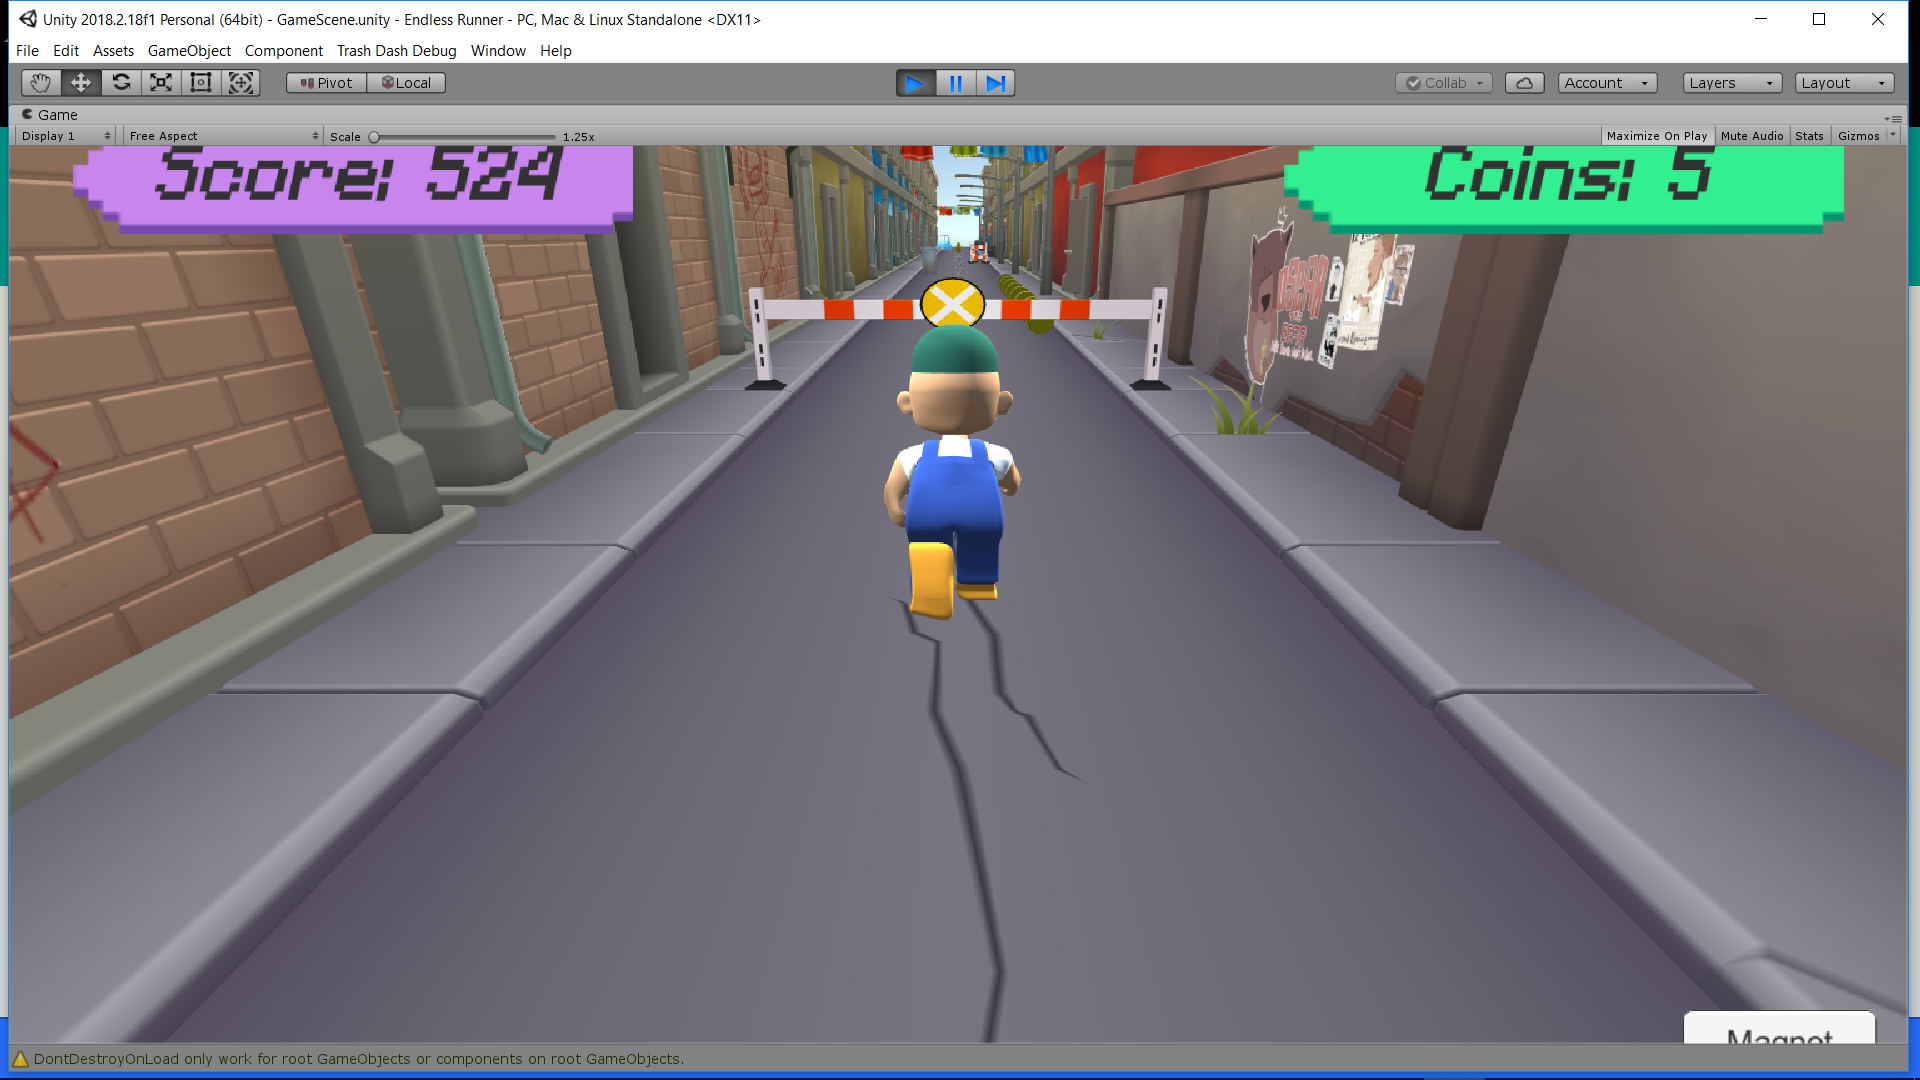 Unity 2018.2.18f1 Personal (64bit) - GameScene.unity - Endless Runner - PC, Mac & Linux Standalone <DX11>
File Edit Assets GameObject Component Trash Dash Debug Window Help
Pivot Local Collab Account Layers Layout
Game
Display 1 Free Aspect Scale 1.25x Maximize On Play Mute Audio Stats Gizmos
Score: 524
Coins: 5
Magnet
DontDestroyOnLoad only work for root GameObjects or components on root GameObjects.